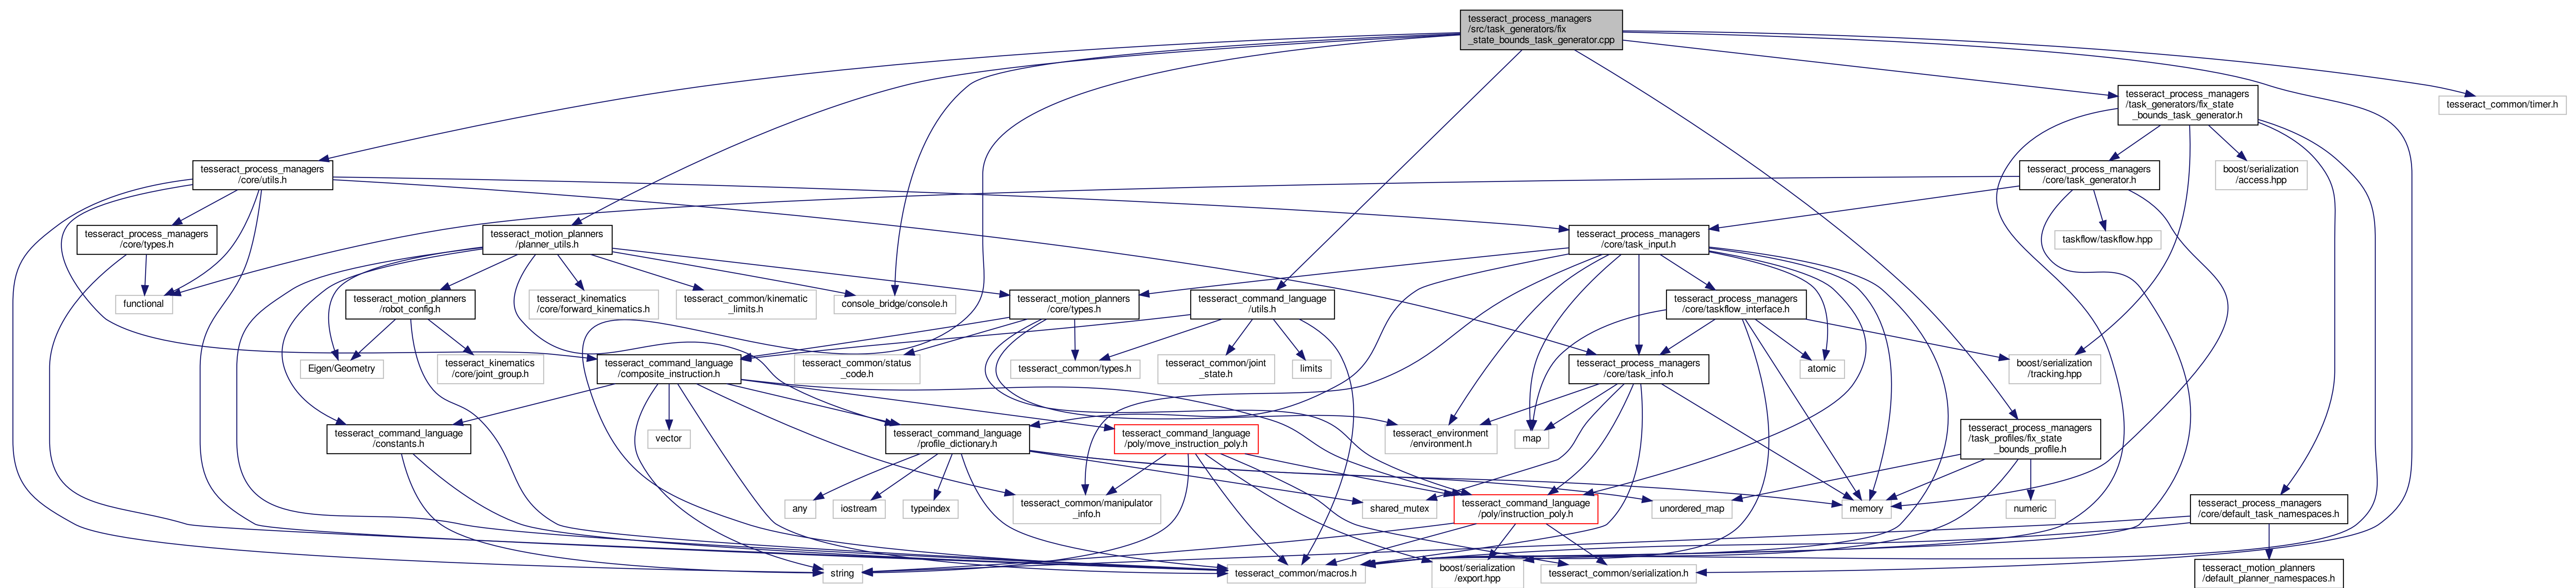 tesseract_process_managers
/src/task_generators/fix
_state_bounds_task_generator.cpp
tesseract_process_managers
/task_generators/fix_state
_bounds_task_generator.h
tesseract_common/timer.h
tesseract_process_managers
/core/utils.h
tesseract_process_managers
/core/task_generator.h
boost/serialization
/access.hpp
tesseract_process_managers
/core/types.h
tesseract_motion_planners
/planner_utils.h
tesseract_process_managers
/core/task_input.h
taskflow/taskflow.hpp
functional
tesseract_motion_planners
/robot_config.h
tesseract_kinematics
/core/forward_kinematics.h
tesseract_common/kinematic
_limits.h
console_bridge/console.h
tesseract_motion_planners
/core/types.h
tesseract_command_language
/utils.h
tesseract_process_managers
/core/taskflow_interface.h
Eigen/Geometry
tesseract_kinematics
/core/joint_group.h
tesseract_command_language
/composite_instruction.h
tesseract_common/status
_code.h
tesseract_common/types.h
tesseract_common/joint
_state.h
limits
tesseract_process_managers
/core/task_info.h
atomic
boost/serialization
/tracking.hpp
tesseract_command_language
/constants.h
vector
tesseract_command_language
/profile_dictionary.h
tesseract_command_language
/poly/move_instruction_poly.h
tesseract_environment
/environment.h
map
tesseract_process_managers
/task_profiles/fix_state
_bounds_profile.h
any
iostream
typeindex
tesseract_common/manipulator
_info.h
shared_mutex
tesseract_command_language
/poly/instruction_poly.h
unordered_map
memory
numeric
tesseract_process_managers
/core/default_task_namespaces.h
string
tesseract_common/macros.h
boost/serialization
/export.hpp
tesseract_common/serialization.h
tesseract_motion_planners
/default_planner_namespaces.h